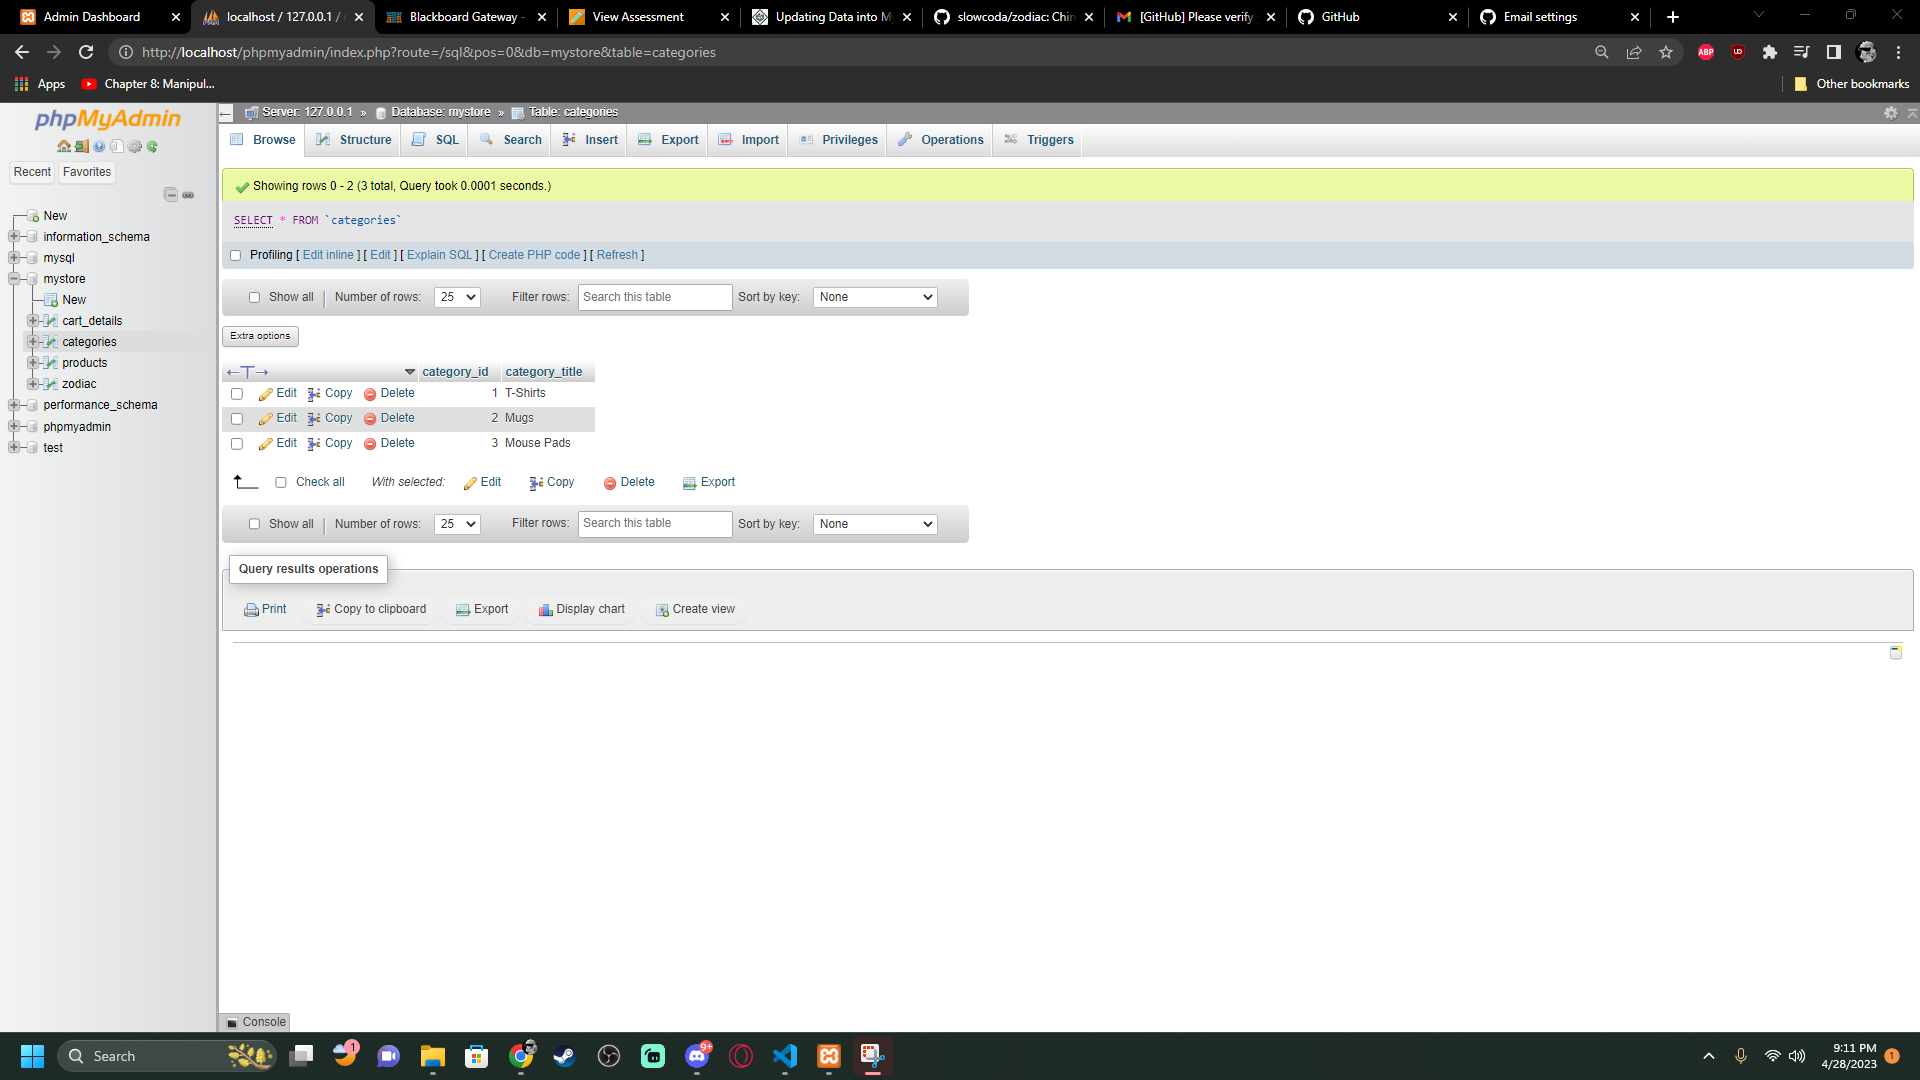 Admin Dashboard
localhost / 127.0.0.1 /
Blackboard Gateway -
View Assessment
Updating Data into M
slowcoda/zodiac: Chin
[GitHub] Please verify
GitHub
Email settings
http://localhost/phpmyadmin/index.php?route=/sql&pos=0&db=mystore&table=categories
ABP
Apps
Chapter 8: Manipul...
Other bookmarks
phpMyAdmin
Recent
Favorites
New
information_schema
mysql
mystore
New
cart_details
categories
products
zodiac
performance_schema
phpmyadmin
test
Server: 127.0.0.1 » Database: mystore » Table: categories
Browse
Structure
SQL
Search
Insert
Export
Import
Privileges
Operations
Triggers
Showing rows 0 - 2 (3 total, Query took 0.0001 seconds.)
SELECT * FROM `categories`
Profiling [ Edit inline ] [ Edit ] [ Explain SQL ] [ Create PHP code ] [ Refresh ]
Show all | Number of rows: 25 Filter rows: Search this table Sort by key: None
Extra options
←T→ category_id category_title
Edit Copy Delete 1 T-Shirts
Edit Copy Delete 2 Mugs
Edit Copy Delete 3 Mouse Pads
Check all With selected: Edit Copy Delete Export
Show all | Number of rows: 25 Filter rows: Search this table Sort by key: None
Query results operations
Print Copy to clipboard Export Display chart Create view
Console
Search
1
9+
9:11 PM
4/28/2023
1